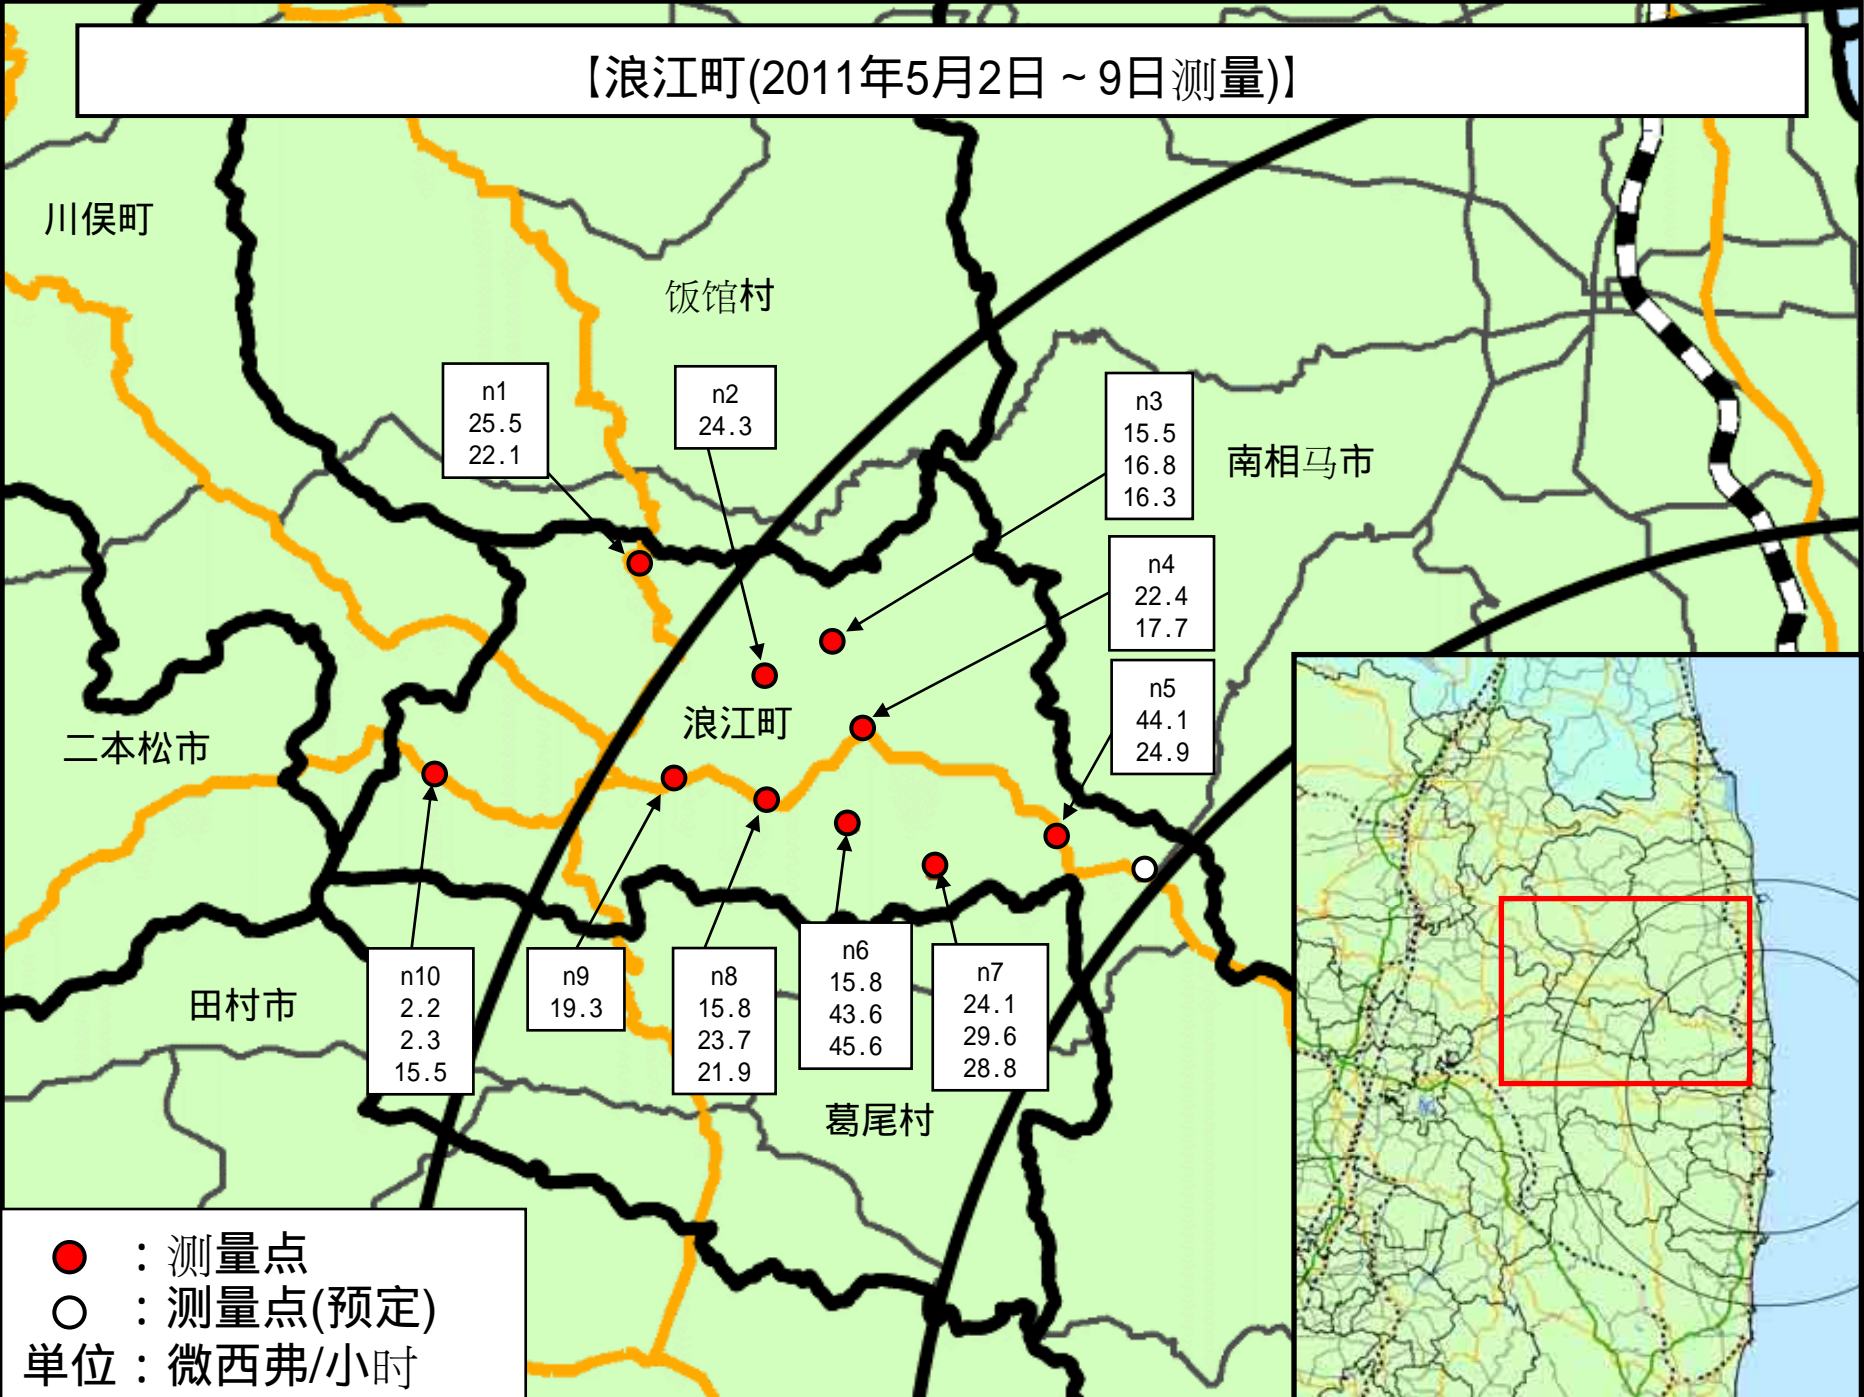 【浪江町(2011年5月2日～9日测量)】
川俣町
饭馆村
n1
25.5
22.1
n2
24.3
n3
15.5
16.8
16.3
南相马市
n4
22.4
17.7
n5
44.1
24.9
浪江町
二本松市
n10
2.2
2.3
15.5
n9
19.3
n8
15.8
23.7
21.9
n6
15.8
43.6
45.6
n7
24.1
29.6
28.8
田村市
葛尾村
：测量点
：测量点(预定)
単位：微西弗/小时